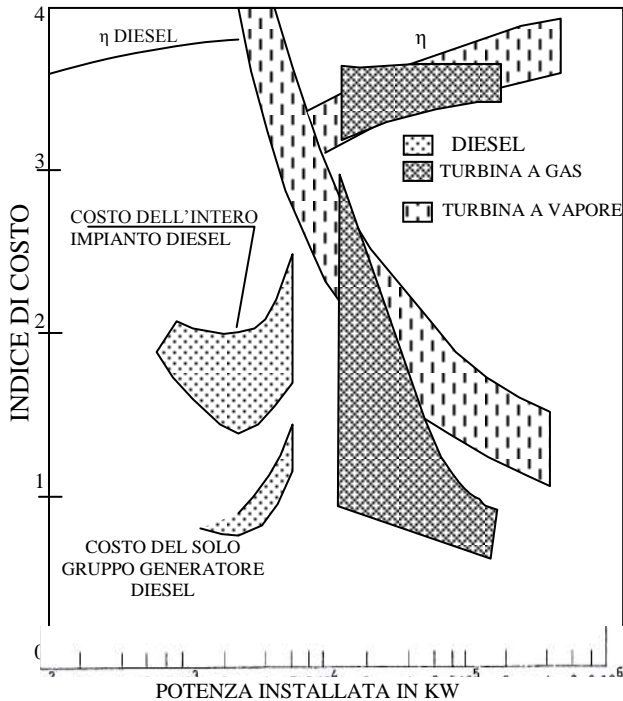 4
η DIESEL
η
DIESEL
TURBINA A GAS
TURBINA A VAPORE
3
COSTO DELL'INTERO
IMPIANTO DIESEL
INDICE DI COSTO
2
1
COSTO DEL SOLO
GRUPPO GENERATORE
DIESEL
0
POTENZA INSTALLATA IN KW